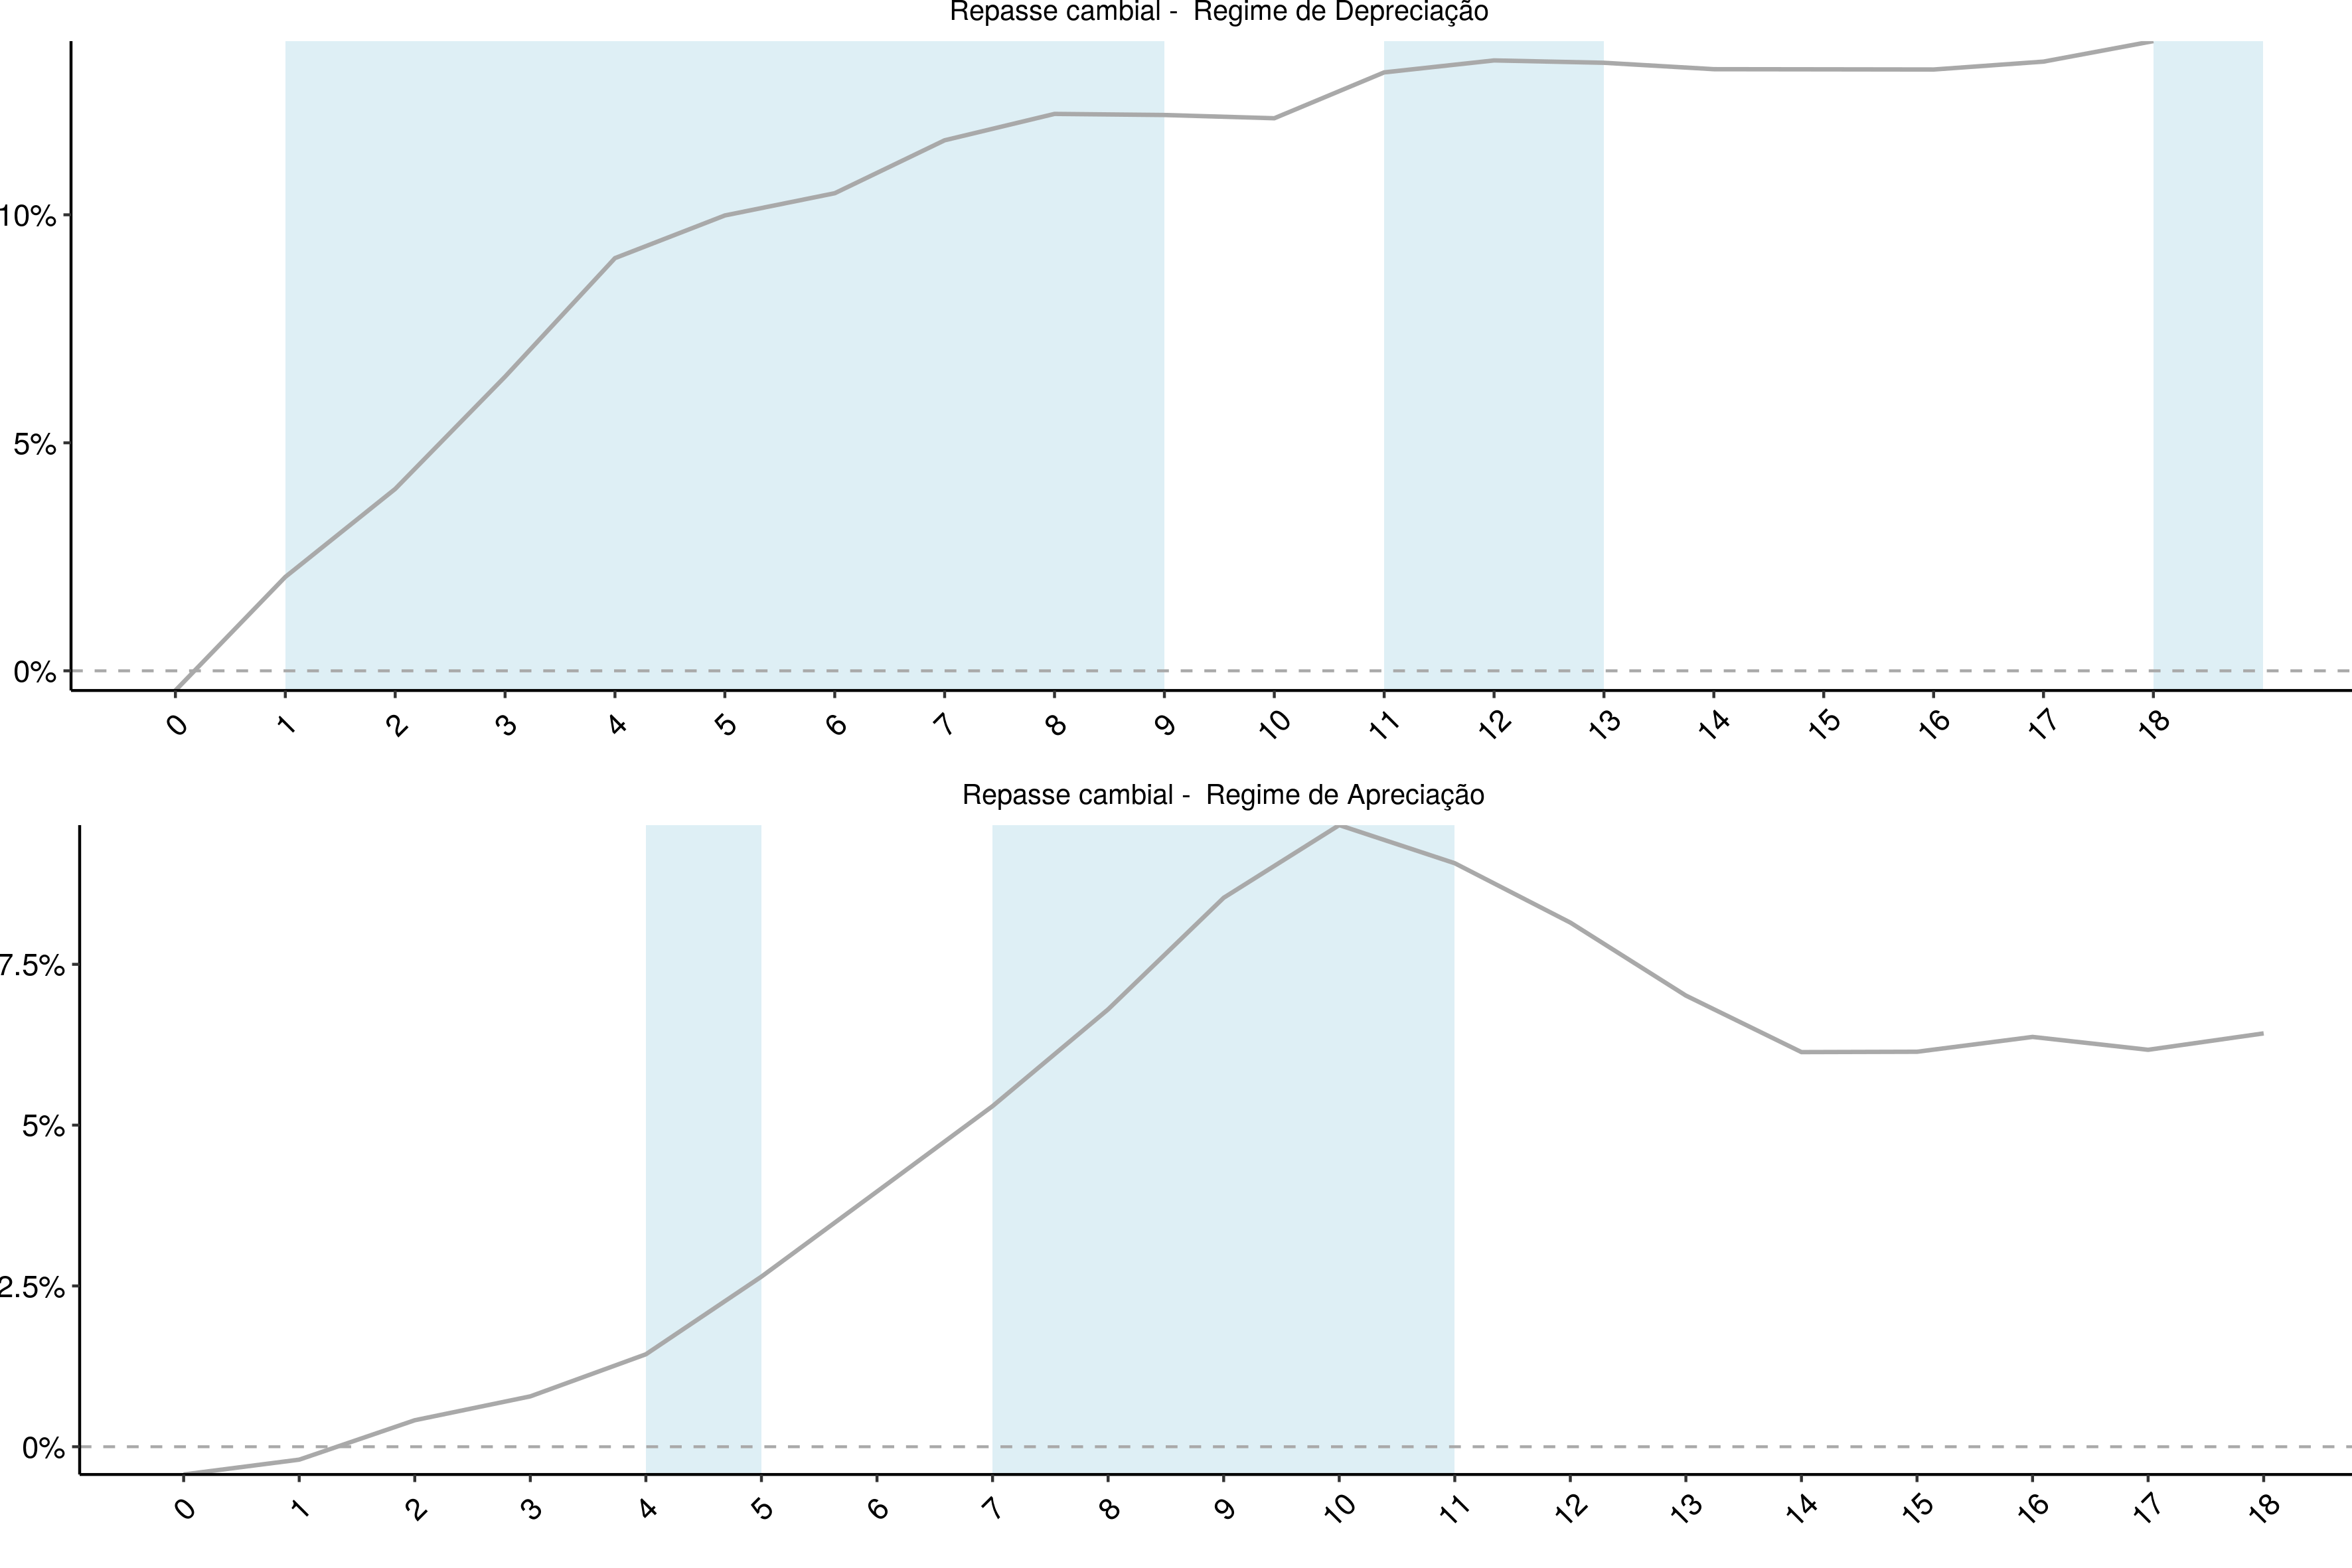 Repasse cambial -  Regime de Depreciação
10%
5%
0%
0 1 2 3 4 5 6 7 8 9 10 11 12 13 14 15 16 17 18
Repasse cambial -  Regime de Apreciação
7.5%
5%
2.5%
0%
0 1 2 3 4 5 6 7 8 9 10 11 12 13 14 15 16 17 18